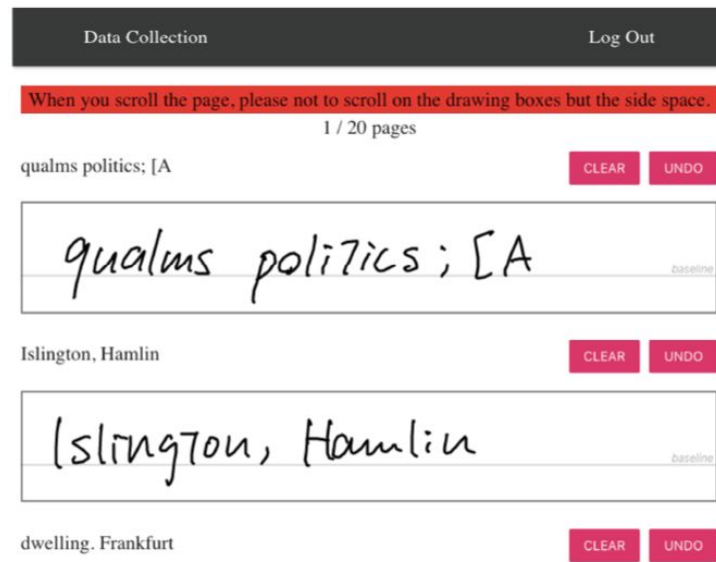 Data Collection Log Out
When you scroll the page, please not to scroll on the drawing boxes but the side space.
1 / 20 pages
qualms politics; [A CLEAR UNDO
qualms politics; [A
baseline
Islington, Hamlin CLEAR UNDO
Islington, Hamlin
baseline
dwelling. Frankfurt CLEAR UNDO